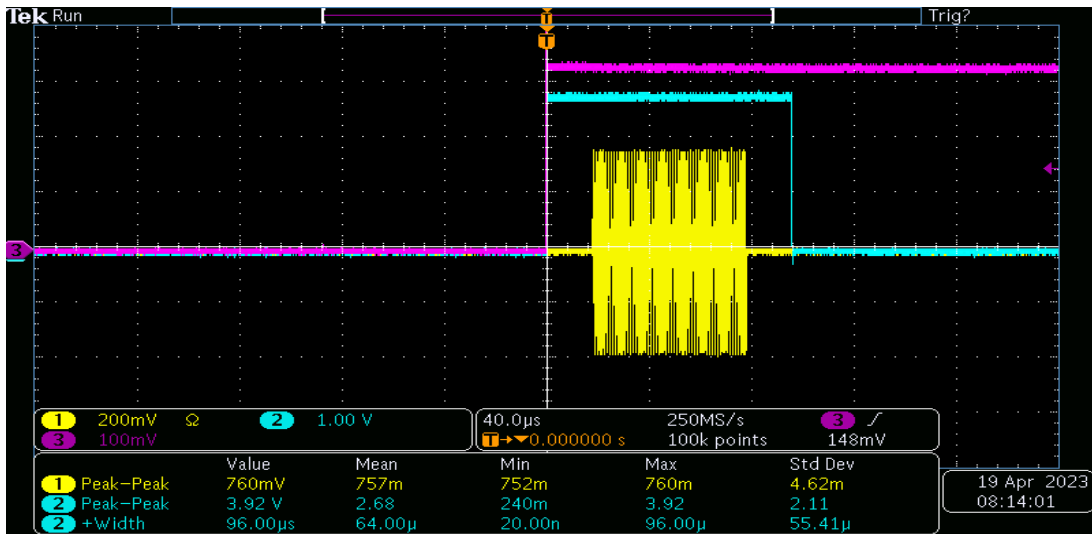 Tek Run Trig?
T
T
3
1 200mV Ω 2 1.00 V 40.0µs 250MS/s 3
3 100mV T→▼0.000000 s 100k points 148mV
Value Mean Min Max Std Dev
1 Peak−Peak 760mV 757m 752m 760m 4.62m
2 Peak−Peak 3.92 V 2.68 240m 3.92 2.11
2 +Width 96.00µs 64.00µ 20.00n 96.00µ 55.41µ
19 Apr 2023
08:14:01